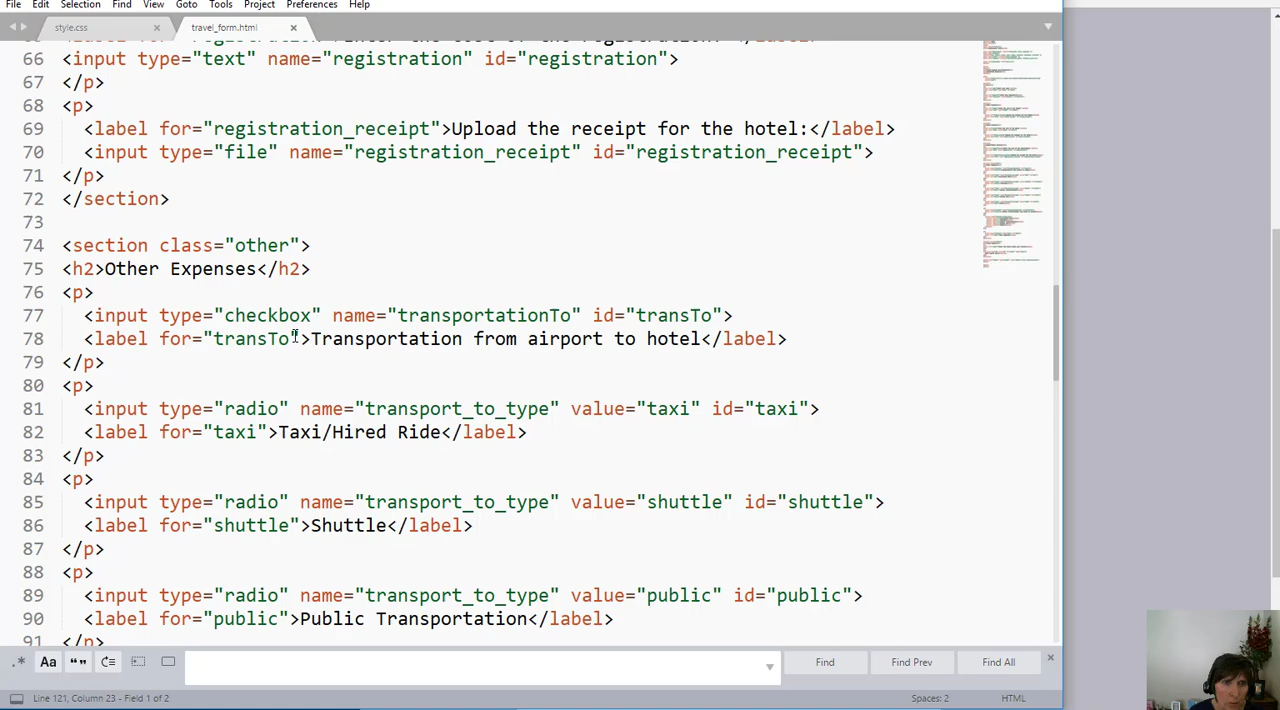 File Edit Selection Find View Goto Tools Project Preferences Help
style.css × travel_form.html ×
66 <input type="text" name="registration" id="registration">
67 </p>
68 <p>
69 <label for="registration_receipt">Upload the receipt for the hotel:</label>
70 <input type="file" name="registration_receipt" id="registration_receipt">
71 </p>
72 </section>
73
74 <section class="other">
75 <h2>Other Expenses</h2>
76 <p>
77 <input type="checkbox" name="transportationTo" id="transTo">
78 <label for="transTo">Transportation from airport to hotel</label>
79 </p>
80 <p>
81 <input type="radio" name="transport_to_type" value="taxi" id="taxi">
82 <label for="taxi">Taxi/Hired Ride</label>
83 </p>
84 <p>
85 <input type="radio" name="transport_to_type" value="shuttle" id="shuttle">
86 <label for="shuttle">Shuttle</label>
87 </p>
88 <p>
89 <input type="radio" name="transport_to_type" value="public" id="public">
90 <label for="public">Public Transportation</label>
91 </p>
.* Aa “” Find Find Prev Find All ×
Line 121, Column 23 - Field 1 of 2 Spaces: 2 HTML